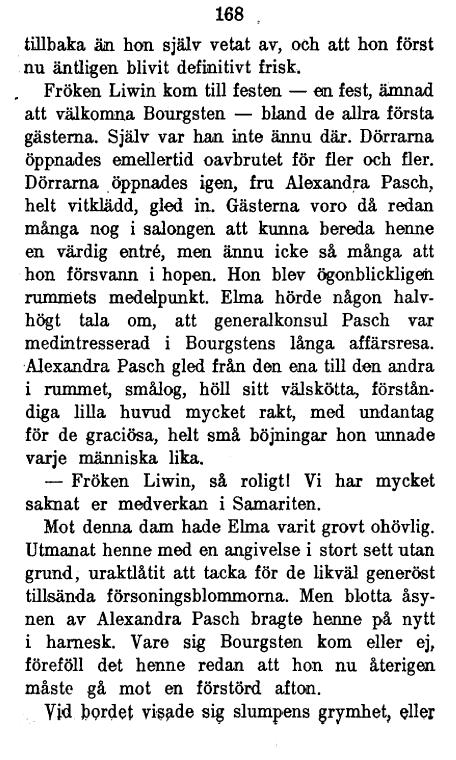 168
tillbaka än hon själv vetat av, och att hon först
nu äntligen blivit definitivt frisk.
Fröken Liwin kom till festen — en fest, ämnad
att välkomna Bourgsten — bland de allra första
gästerna. Själv var han inte ännu där. Dörrarna
öppnades emellertid oavbrutet för fler och fler.
Dörrarna öppnades igen, fru Alexandra Pasch,
helt vitklädd, gled in. Gästerna voro då redan
många nog i salongen att kunna bereda henne
en värdig entré, men ännu icke så många att
hon försvann i hopen. Hon blev ögonblickligen
rummets medelpunkt. Elma hörde någon halv-
högt tala om, att generalkonsul Pasch var
medintresserad i Bourgstens långa affärsresa.
Alexandra Pasch gled från den ena till den andra
i rummet, smålog, höll sitt välskötta, förstån-
diga lilla huvud mycket rakt, med undantag
för de graciösa, helt små böjningar hon unnade
varje människa lika.
— Fröken Liwin, så roligt! Vi har mycket
saknat er medverkan i Samariten.
Mot denna dam hade Elma varit grovt ohövlig.
Utmanat henne med en angivelse i stort sett utan
grund, uraktlåtit att tacka för de likväl generöst
tillsända försoningsblommorna. Men blotta åsy-
nen av Alexandra Pasch bragte henne på nytt
i harnesk. Vare sig Bourgsten kom eller ej,
föreföll det henne redan att hon nu återigen
måste gå mot en förstörd afton.
Vid bordet visade sig slumpens grymhet, eller